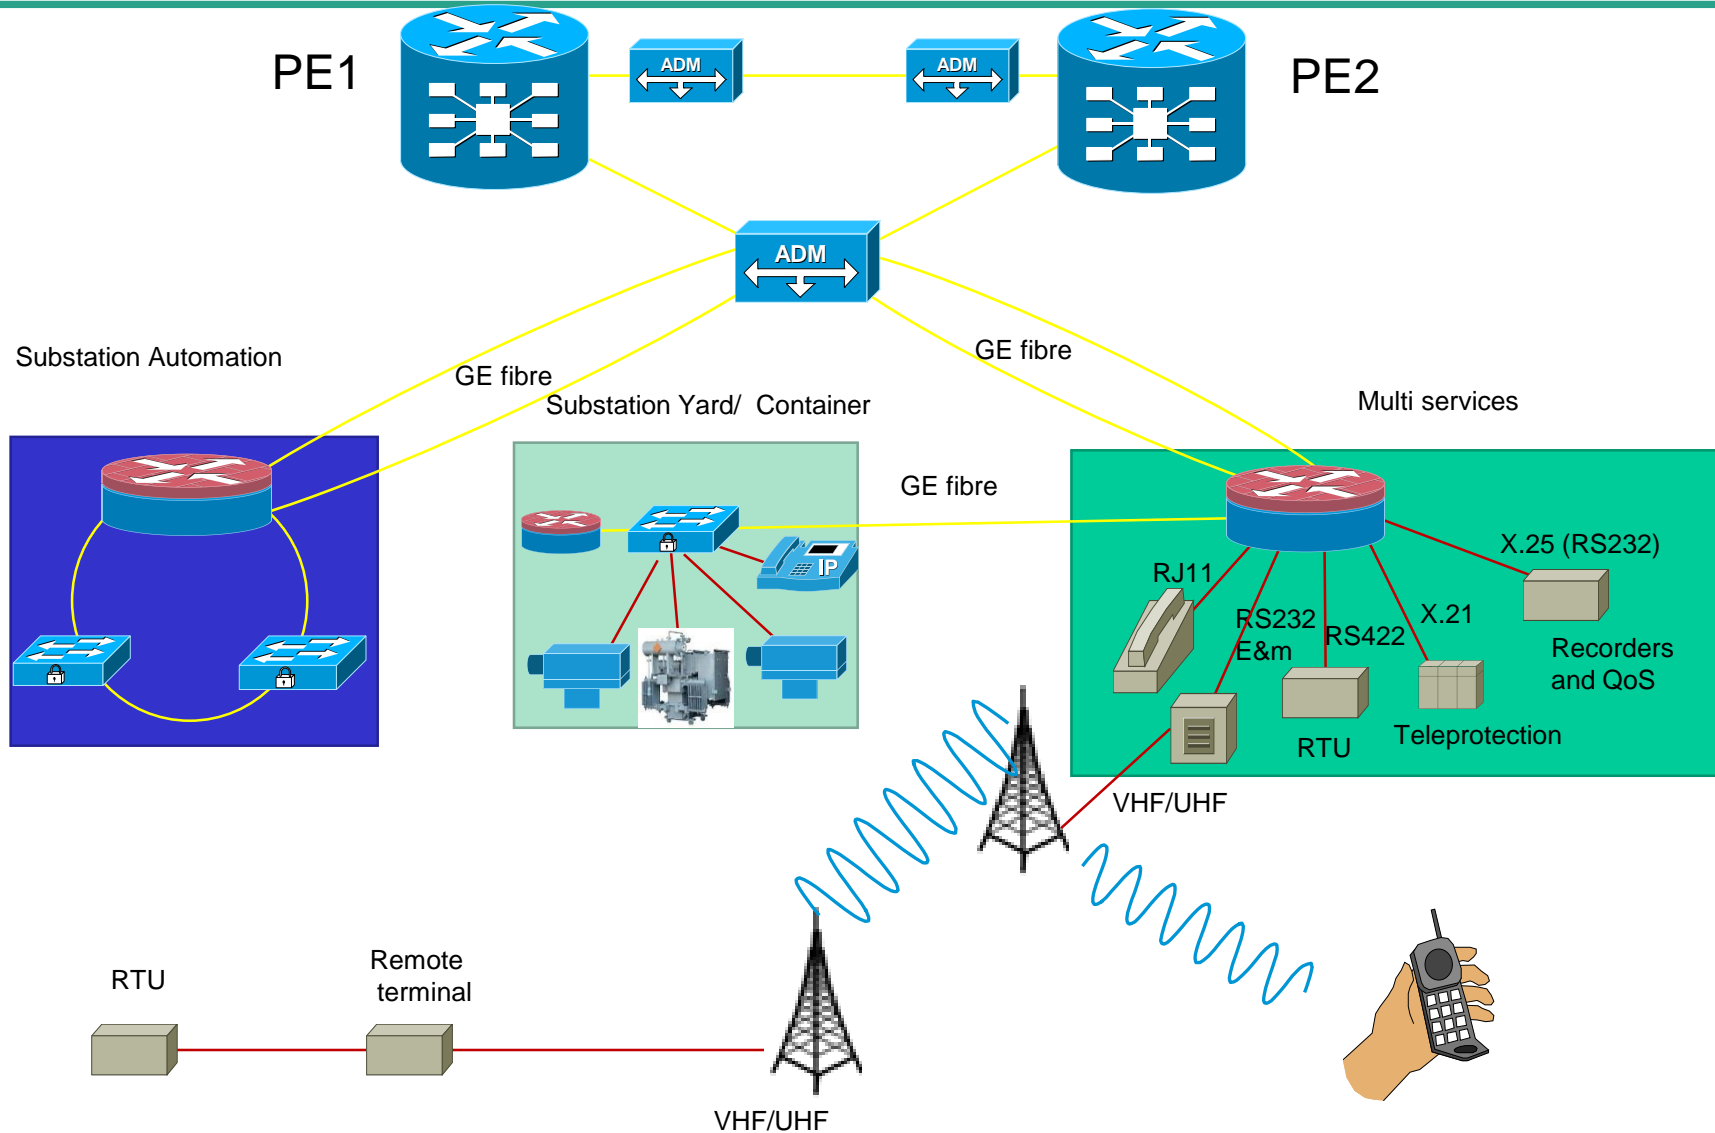 PE1
ADM
ADM
PE2
ADM
Substation Automation
GE fibre
GE fibre
Substation Yard/  Container
Multi services
GE fibre
IP
X.25 (RS232)
RJ11
RS232
E&m
RS422
X.21
Recorders
and QoS
RTU
Teleprotection
VHF/UHF
RTU
Remote
terminal
VHF/UHF